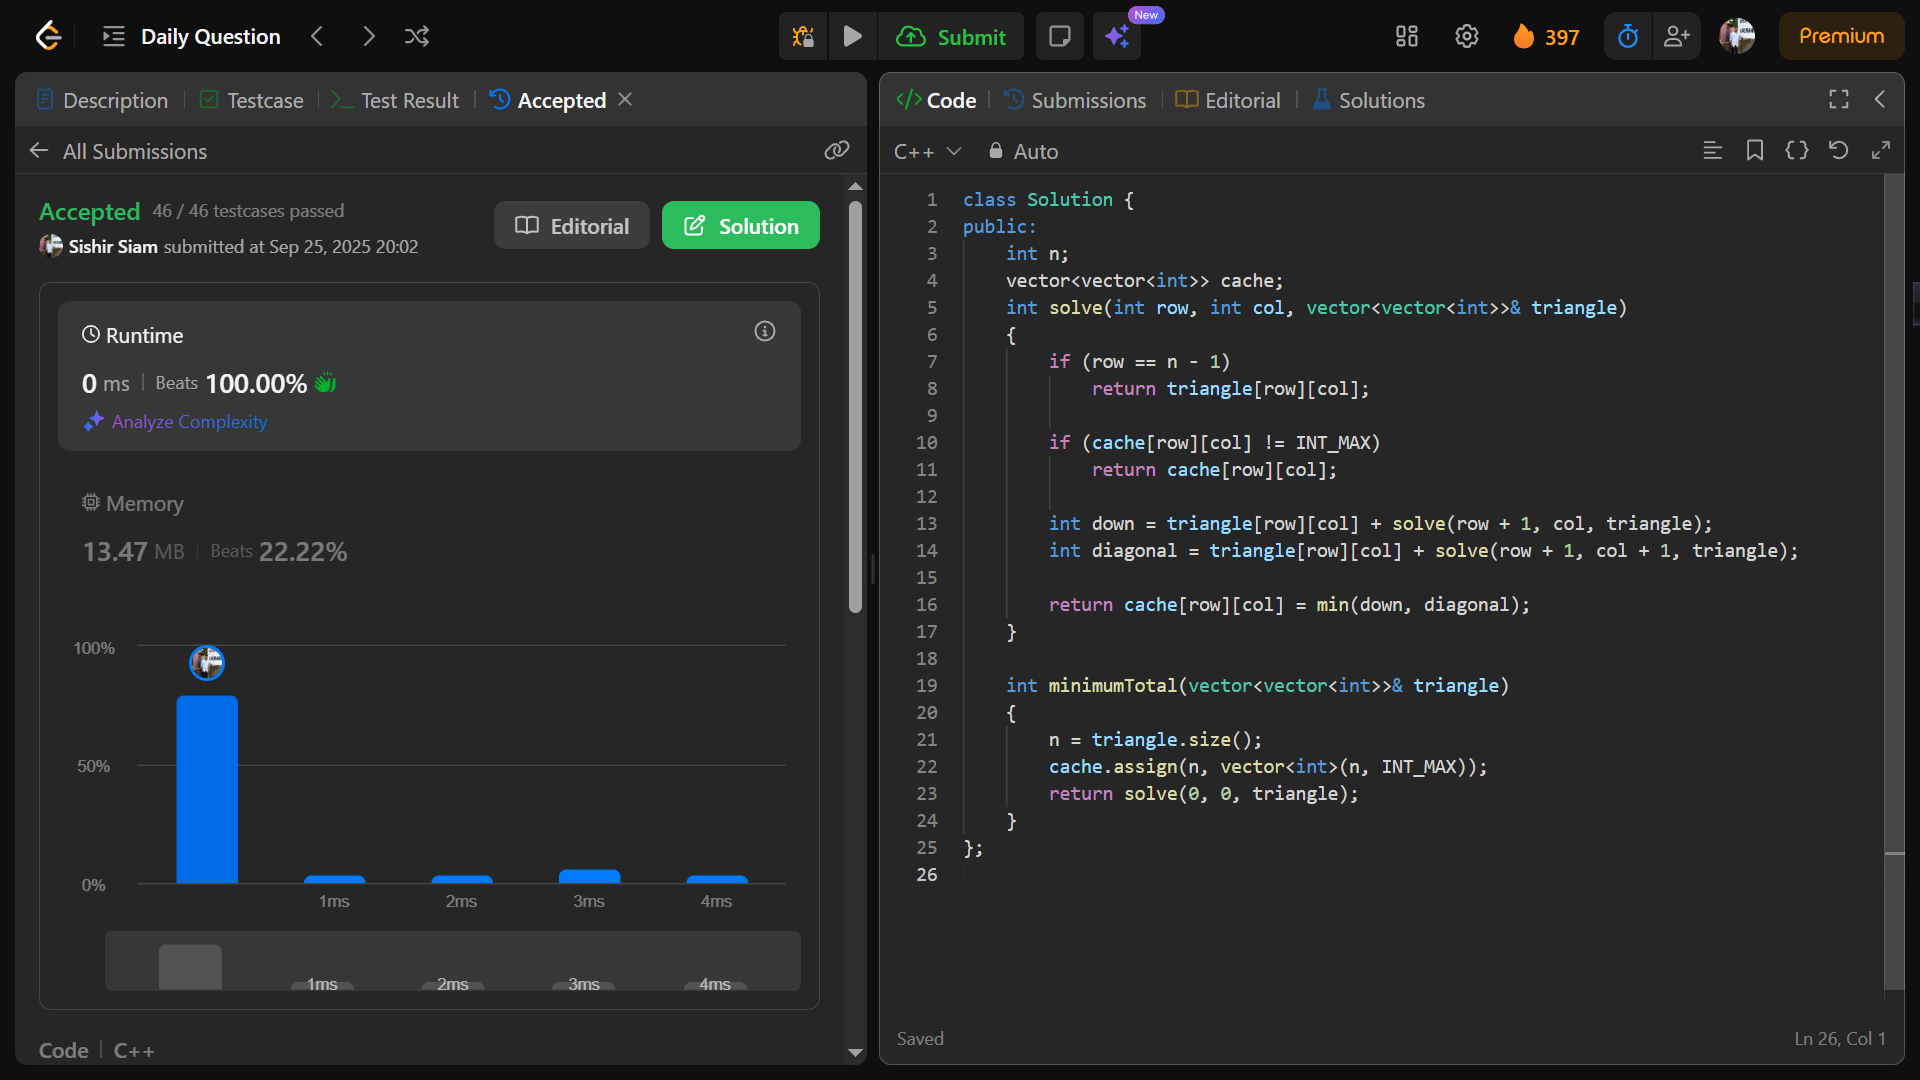 Daily Question
Submit
New
397
Premium
Description
Testcase
Test Result
Accepted
All Submissions
Accepted 46 / 46 testcases passed
Sishir Siam submitted at Sep 25, 2025 20:02
Editorial
Solution
Runtime
0 ms Beats 100.00%
Analyze Complexity
Memory
13.47 MB Beats 22.22%
100%
50%
0%
1ms 2ms 3ms 4ms
1ms 2ms 3ms 4ms
Code C++
</> Code
Submissions
Editorial
Solutions
C++
Auto
1 class Solution {
2 public:
3     int n;
4     vector<vector<int>> cache;
5     int solve(int row, int col, vector<vector<int>>& triangle)
6     {
7         if (row == n - 1)
8             return triangle[row][col];
9
10         if (cache[row][col] != INT_MAX)
11             return cache[row][col];
12
13         int down = triangle[row][col] + solve(row + 1, col, triangle);
14         int diagonal = triangle[row][col] + solve(row + 1, col + 1, triangle);
15
16         return cache[row][col] = min(down, diagonal);
17     }
18
19     int minimumTotal(vector<vector<int>>& triangle)
20     {
21         n = triangle.size();
22         cache.assign(n, vector<int>(n, INT_MAX));
23         return solve(0, 0, triangle);
24     }
25 };
26
Saved
Ln 26, Col 1